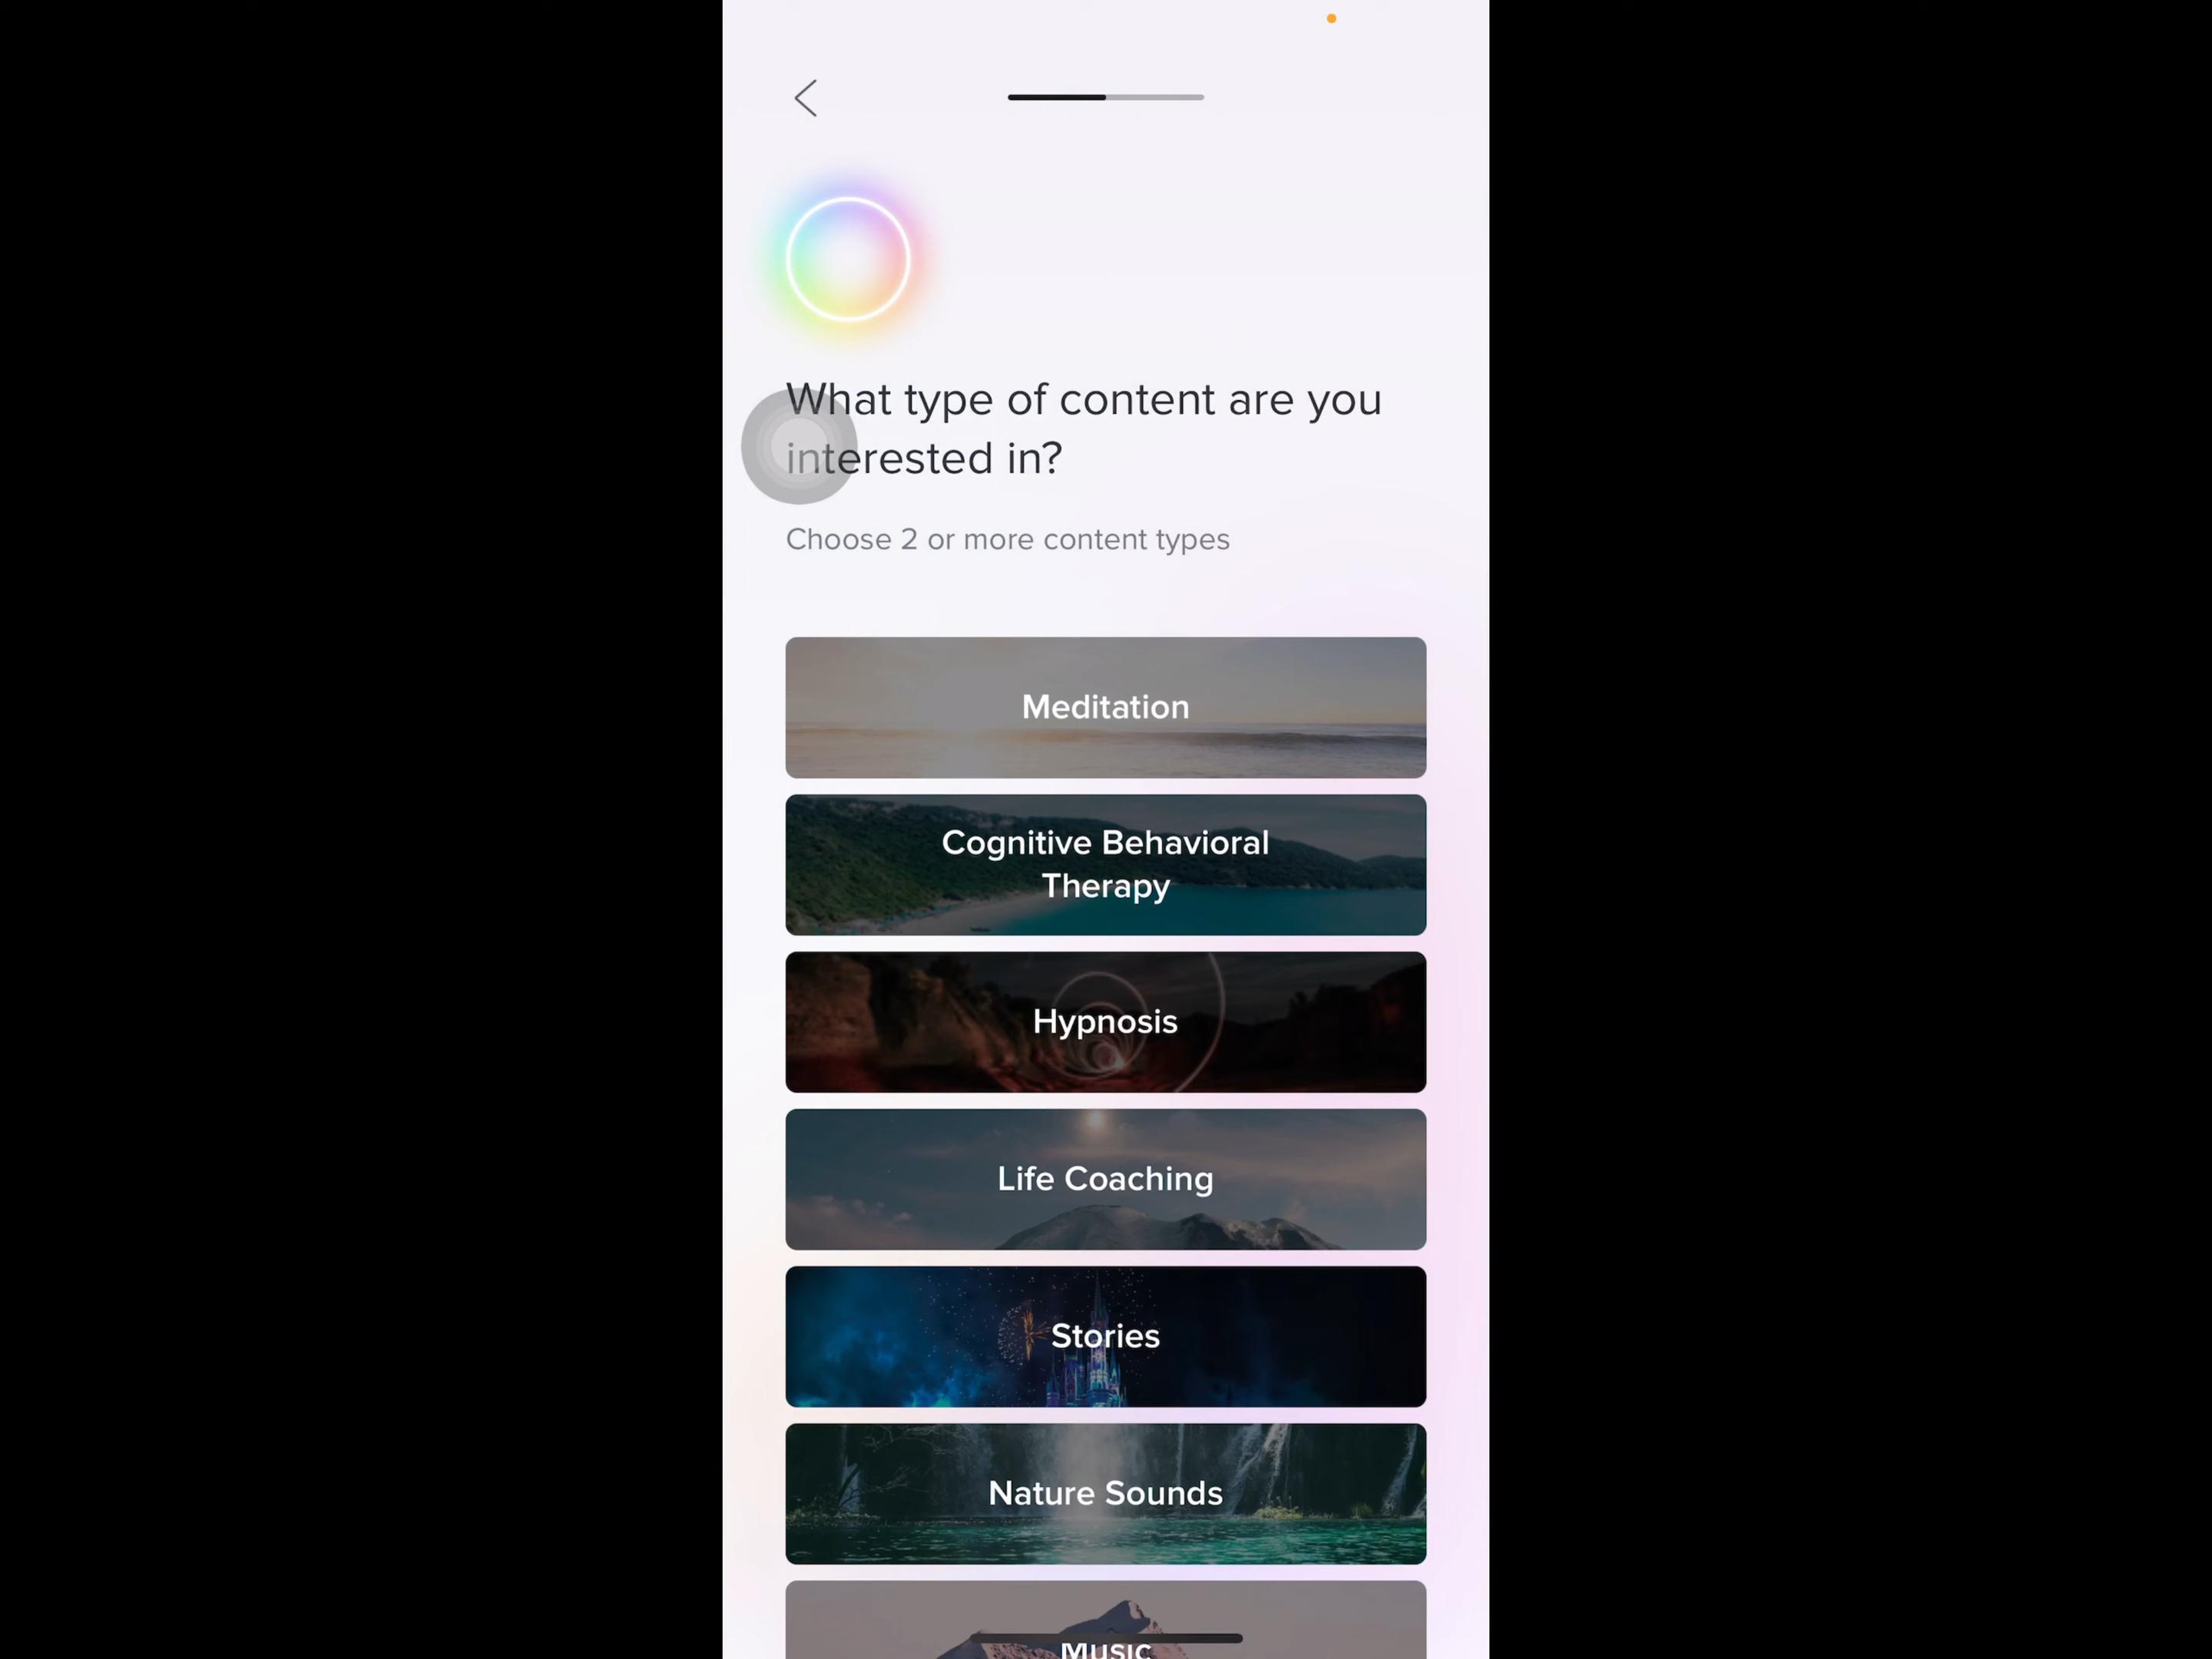 What type of content are you
interested in?
Choose 2 or more content types
Meditation
Cognitive Behavioral
Therapy
Hypnosis
Life Coaching
Stories
Nature Sounds
Music